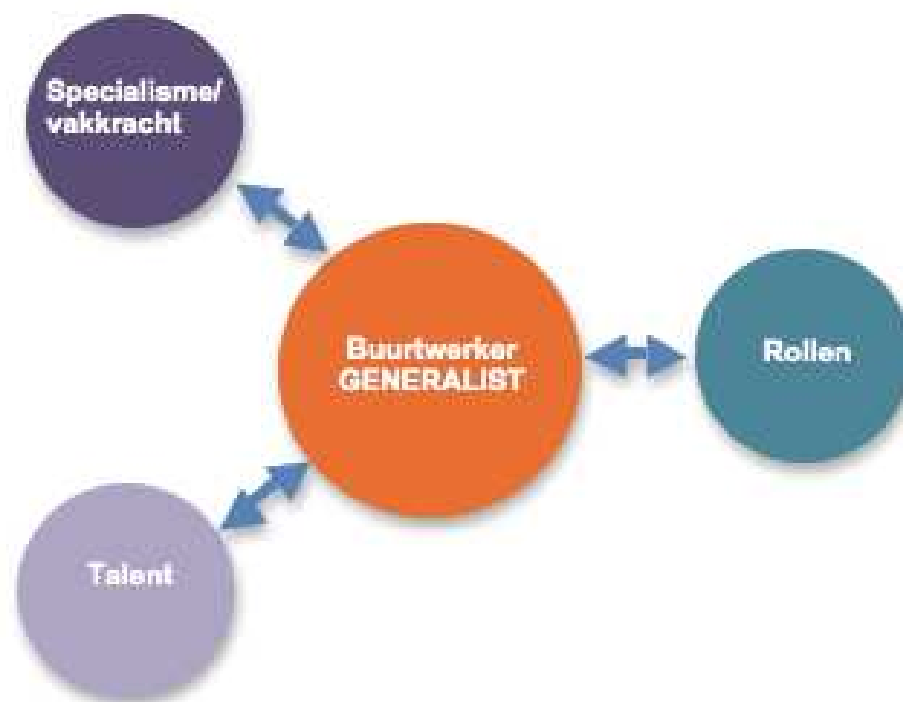 Specialisme/
vakkracht
Buurtwerker
GENERALIST
Rollen
Talent